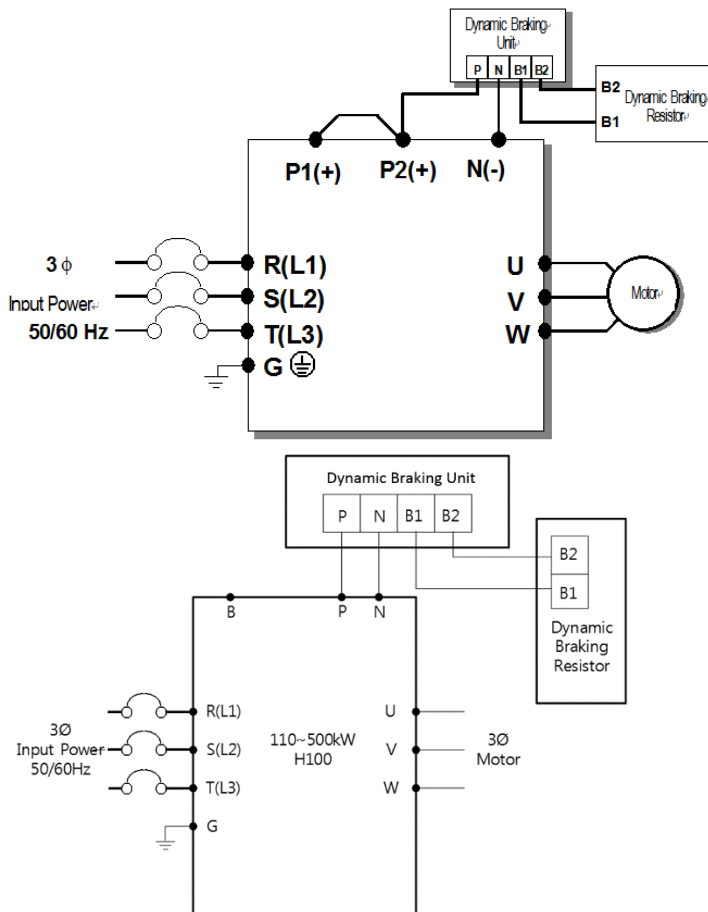 Dynamic Braking
Unit
P N B1 B2
B2
B1
Dynamic Braking
Resistor
P1(+) P2(+) N(-)
3 ϕ
Input Power
50/60 Hz
R(L1)
S(L2)
T(L3)
G
U
V
W
Motor
Dynamic Braking Unit
P N B1 B2
B2
B1
Dynamic
Braking
Resistor
B P N
3Ø
Input Power
50/60Hz
R(L1)
S(L2)
T(L3)
G
110~500kW
H100
U
V
W
3Ø
Motor